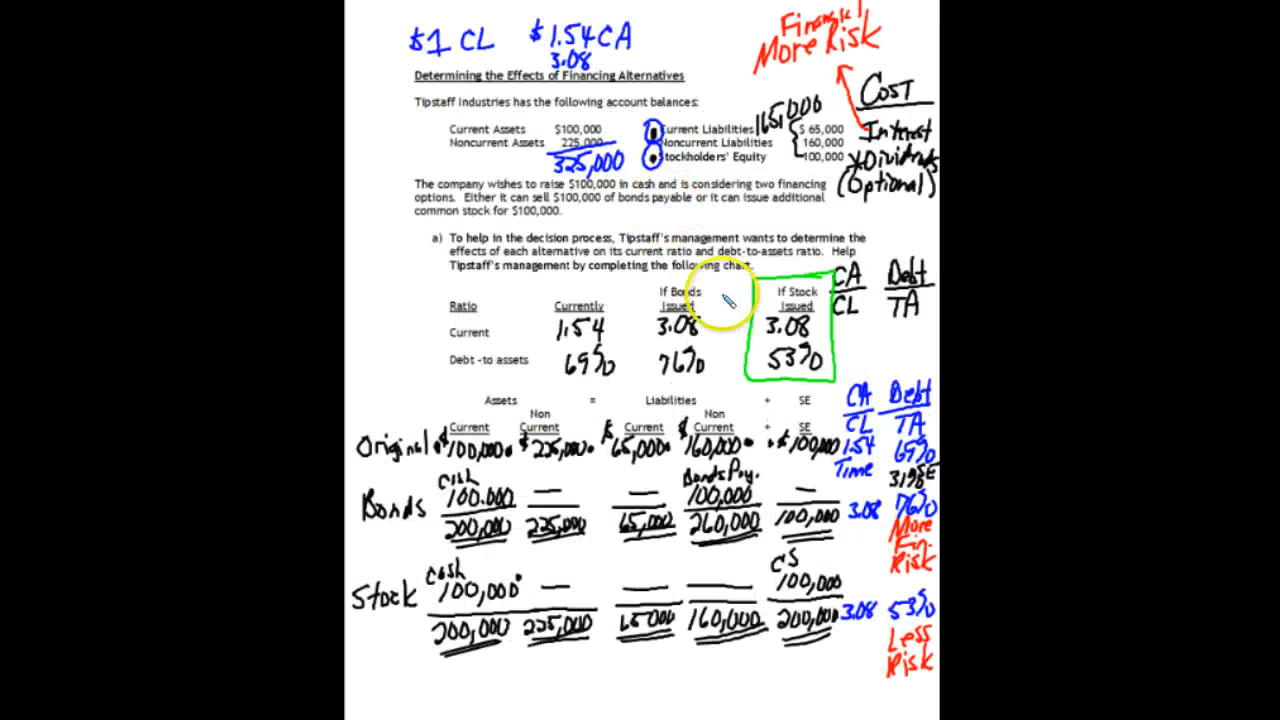 $1 CL $1.54 CA
3.08
Financial
More Risk
Determining the Effects of Financing Alternatives
Tipstaff Industries has the following account balances:
COST
165,000
Current Assets $100,000 Current Liabilities $ 65,000 Interest
Noncurrent Assets 225,000 Noncurrent Liabilities 160,000
325,000 Stockholders' Equity 100,000 Dividends
(Optional)
The company wishes to raise $100,000 in cash and is considering two financing
options. Either it can sell $100,000 of bonds payable or it can issue additional
common stock for $100,000.
a) To help in the decision process, Tipstaff's management wants to determine the
effects of each alternative on its current ratio and debt-to-assets ratio. Help
Tipstaff's management by completing the following chart.
CA Debt
CL TA
If Bonds If Stock
Ratio Currently Issued Issued
Current 1.54 3.08 3.08
Debt -to assets 69% 76% 53%
Assets = Liabilities + SE CA Debt
Non Non
Current Current Current Current + SE CL TA
Original $100,000 $225,000 $65,000 $160,000 + $100,000 1.54 69%
Time 31% SE
Cash Bonds Pay.
Bonds 100,000 — — 100,000 — 3.08 76%
200,000 225,000 65,000 260,000 100,000
More
Fin.
Risk
Cash CS
Stock 100,000 — — — 100,000
200,000 225,000 65,000 160,000 200,000 3.08 53%
Less
Risk